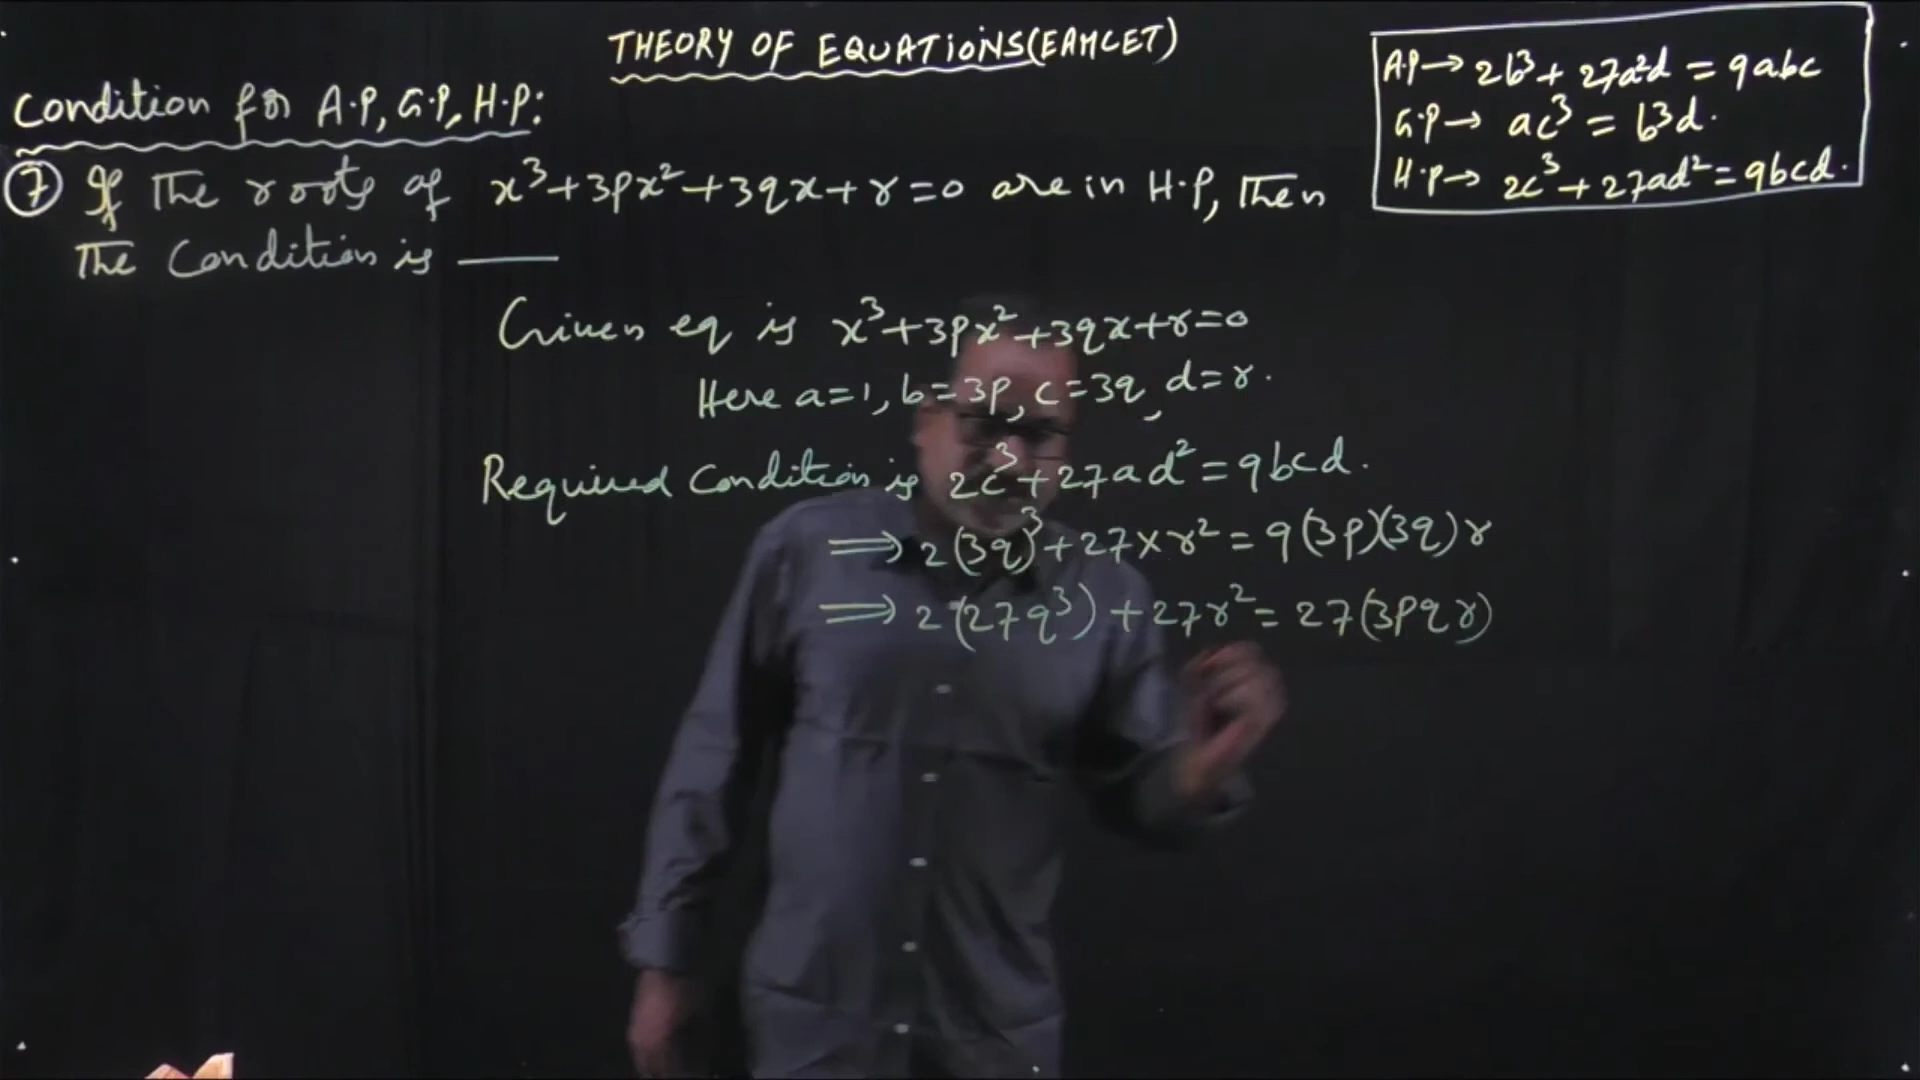 THEORY OF EQUATIONS(EAMCET)
Condition for A.P, G.P, H.P:
A.P → 2b³ + 27a²d = 9abc
G.P → ac³ = b³d.
H.P → 2c³ + 27ad² = 9bcd.
⑦ If The roots of x³+3px²+3qx+r=0 are in H.P, Then
The Condition is ____
Given eq is x³+3px²+3qx+r=0
Here a=1, b=3p, c=3q, d=r.
Required Condition is 2c³+27ad²=9bcd.
⟹ 2(3q)³+27×r²=9(3p)(3q)r
⟹ 2(27q³)+27r²=27(3pqr)